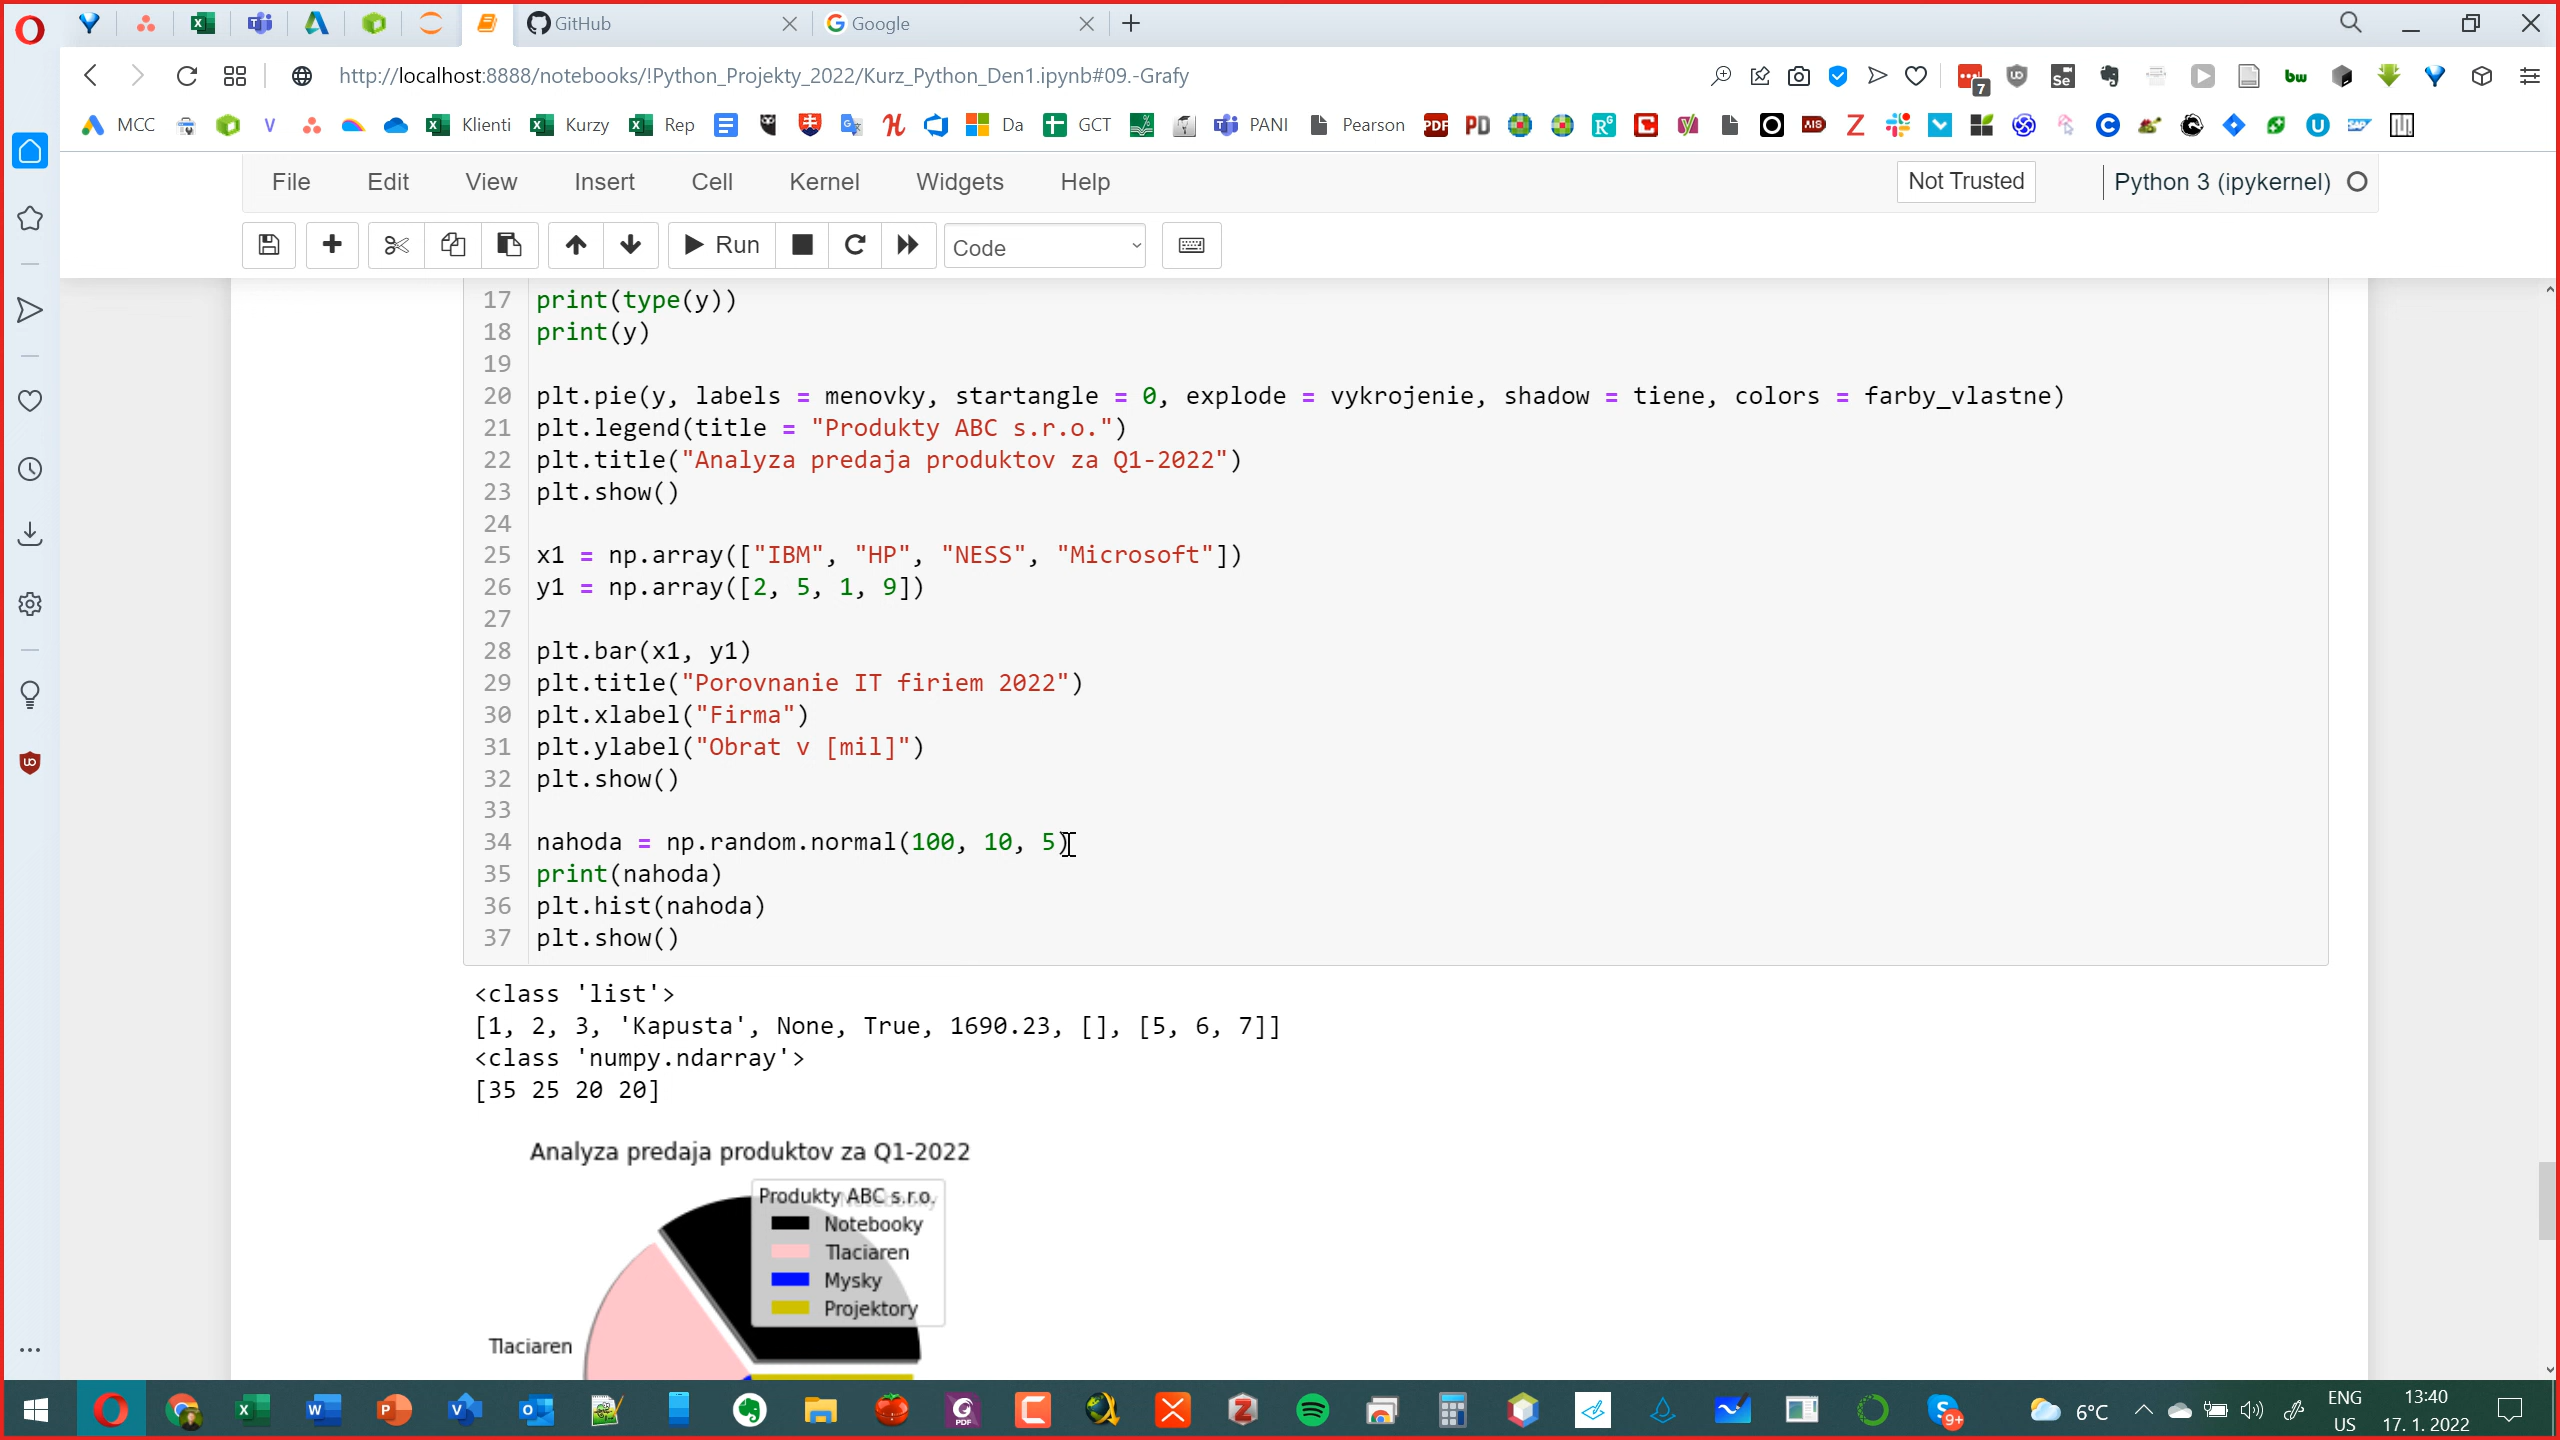 GitHub
Google
http://localhost:8888/notebooks/!Python_Projekty_2022/Kurz_Python_Den1.ipynb#09.-Grafy
7
MCC
Klienti
Kurzy
Rep
Da
GCT
PANI
Pearson
File Edit View Insert Cell Kernel Widgets Help
Not Trusted
Python 3 (ipykernel)
Run
Code
17 print(type(y))
18 print(y)
19
20 plt.pie(y, labels = menovky, startangle = 0, explode = vykrojenie, shadow = tiene, colors = farby_vlastne)
21 plt.legend(title = "Produkty ABC s.r.o.")
22 plt.title("Analyza predaja produktov za Q1-2022")
23 plt.show()
24
25 x1 = np.array(["IBM", "HP", "NESS", "Microsoft"])
26 y1 = np.array([2, 5, 1, 9])
27
28 plt.bar(x1, y1)
29 plt.title("Porovnanie IT firiem 2022")
30 plt.xlabel("Firma")
31 plt.ylabel("Obrat v [mil]")
32 plt.show()
33
34 nahoda = np.random.normal(100, 10, 5)
35 print(nahoda)
36 plt.hist(nahoda)
37 plt.show()
<class 'list'>
[1, 2, 3, 'Kapusta', None, True, 1690.23, [], [5, 6, 7]]
<class 'numpy.ndarray'>
[35 25 20 20]
Analyza predaja produktov za Q1-2022
Produkty ABC s.r.o.
Notebooky
Tlaciaren
Mysky
Projektory
Tlaciaren
6°C
ENG
US
13:40
17. 1. 2022